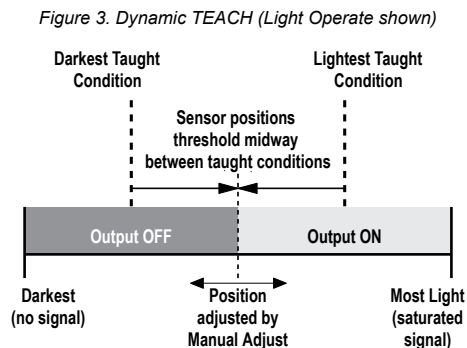 Figure 3. Dynamic TEACH (Light Operate shown)
Darkest Taught
Condition
Lightest Taught
Condition
Sensor positions
threshold midway
between taught conditions
Output OFF
Output ON
Darkest
(no signal)
Position
adjusted by
Manual Adjust
Most Light
(saturated
signal)